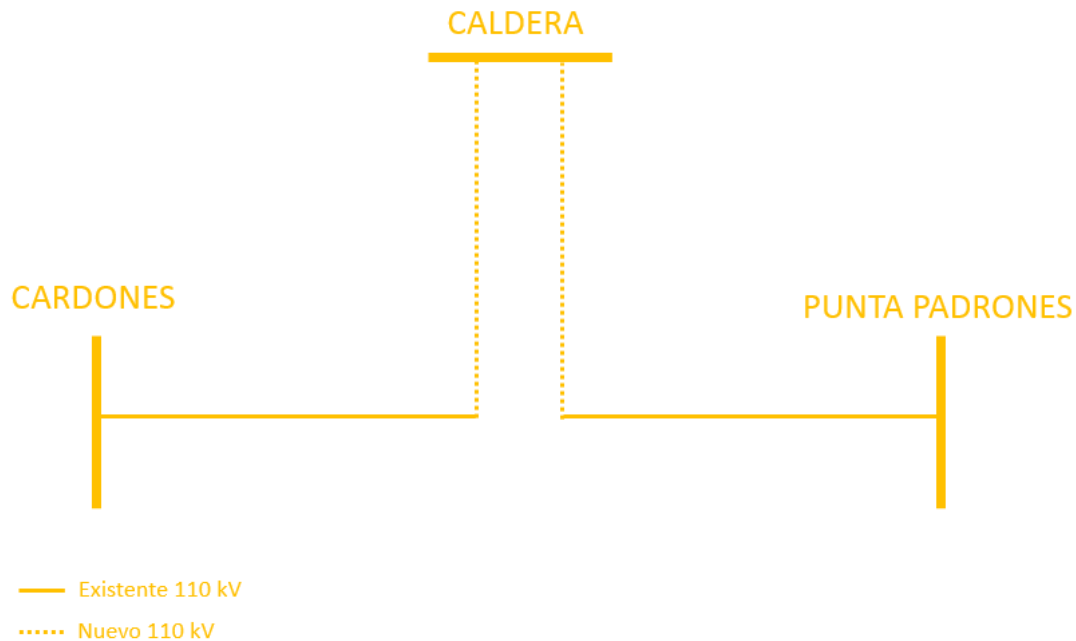 CALDERA
CARDONES
PUNTA PADRONES
Existente 110 kV
Nuevo 110 kV